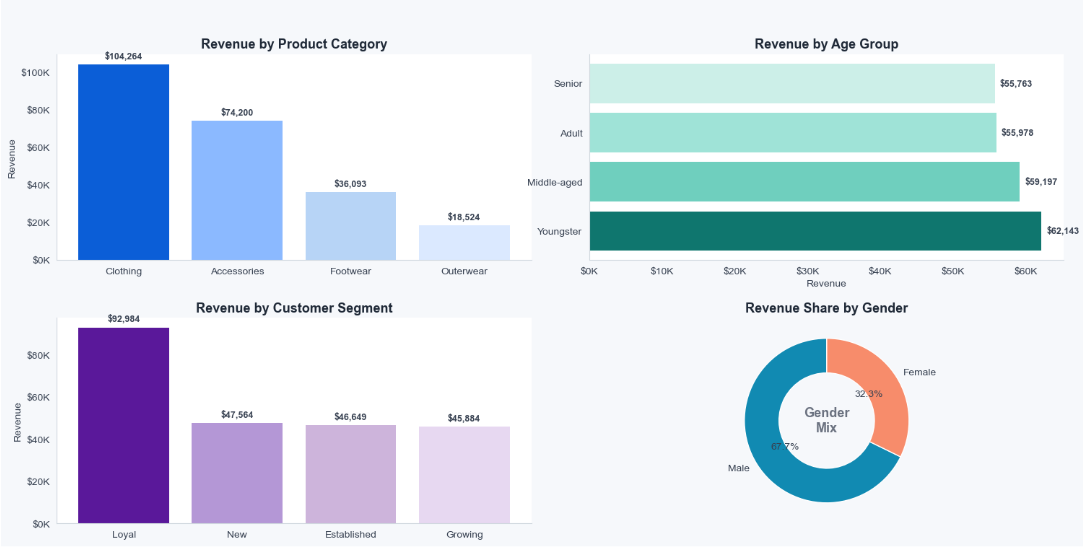 Revenue by Product Category
Revenue
$100K
$80K
$60K
$40K
$20K
$0K
$104,264
$74,200
$36,093
$18,524
Clothing
Accessories
Footwear
Outerwear
Revenue by Age Group
Senior
$55,763
Adult
$55,978
Middle-aged
$59,197
Youngster
$62,143
$0K
$10K
$20K
$30K
$40K
$50K
$60K
Revenue
Revenue by Customer Segment
Revenue
$80K
$60K
$40K
$20K
$0K
$92,984
$47,564
$46,649
$45,884
Loyal
New
Established
Growing
Revenue Share by Gender
Female
32.3%
Gender
Mix
67.7%
Male